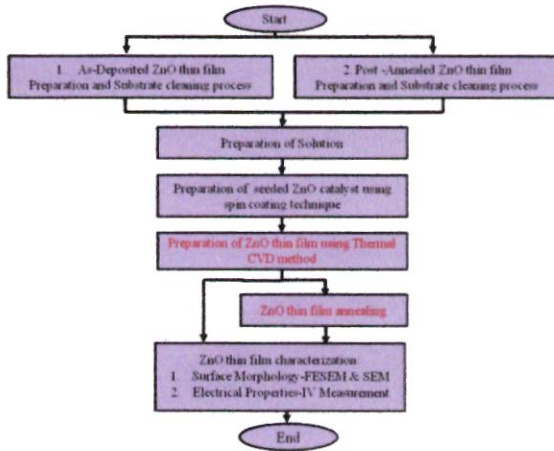 Start
1. As-Deposited ZnO thin film
Preparation and Substrate cleaning process
2. Post -Annealed ZnO thin film
Preparation and Substrate cleaning process
Preparation of Solution
Preparation of seeded ZnO catalyst using
spin coating technique
Preparation of ZnO thin film using Thermal
CVD method
ZnO thin film annealing
ZnO thin film characterization
1. Surface Morphology-FESEM & SEM
2. Electrical Properties-IV Measurement
End